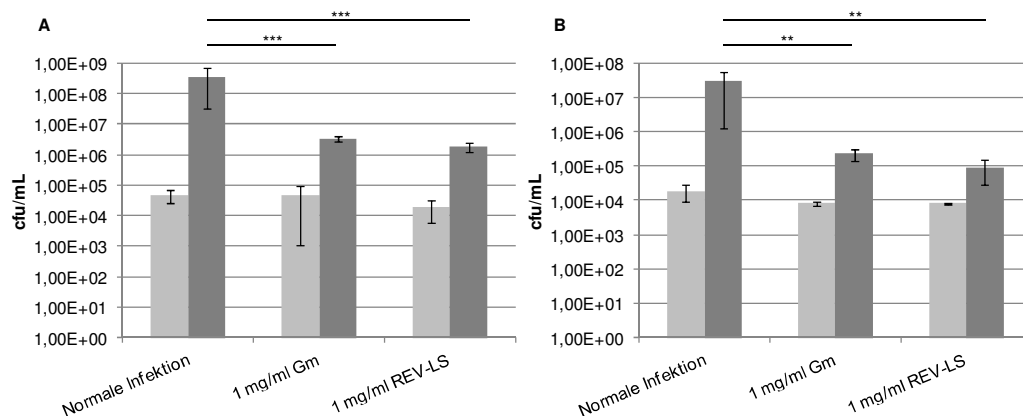 A
***
***
1,00E+09
1,00E+08
1,00E+07
1,00E+06
1,00E+05
1,00E+04
1,00E+03
1,00E+02
1,00E+01
1,00E+00
cfu/mL
Normale Infektion
1 mg/ml Gm
1 mg/ml REV-LS
B
**
**
1,00E+08
1,00E+07
1,00E+06
1,00E+05
1,00E+04
1,00E+03
1,00E+02
1,00E+01
1,00E+00
cfu/mL
Normale Infektion
1 mg/ml Gm
1 mg/ml REV-LS